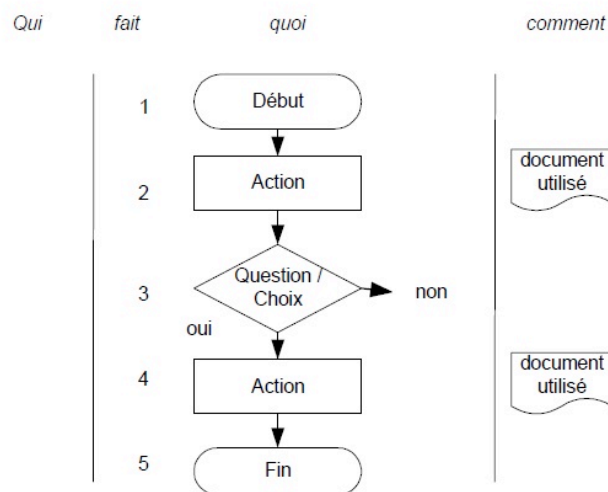 Qui fait quoi comment
1 Début
2 Action document
utilisé
3 Question /
Choix non
oui
4 Action document
utilisé
5 Fin